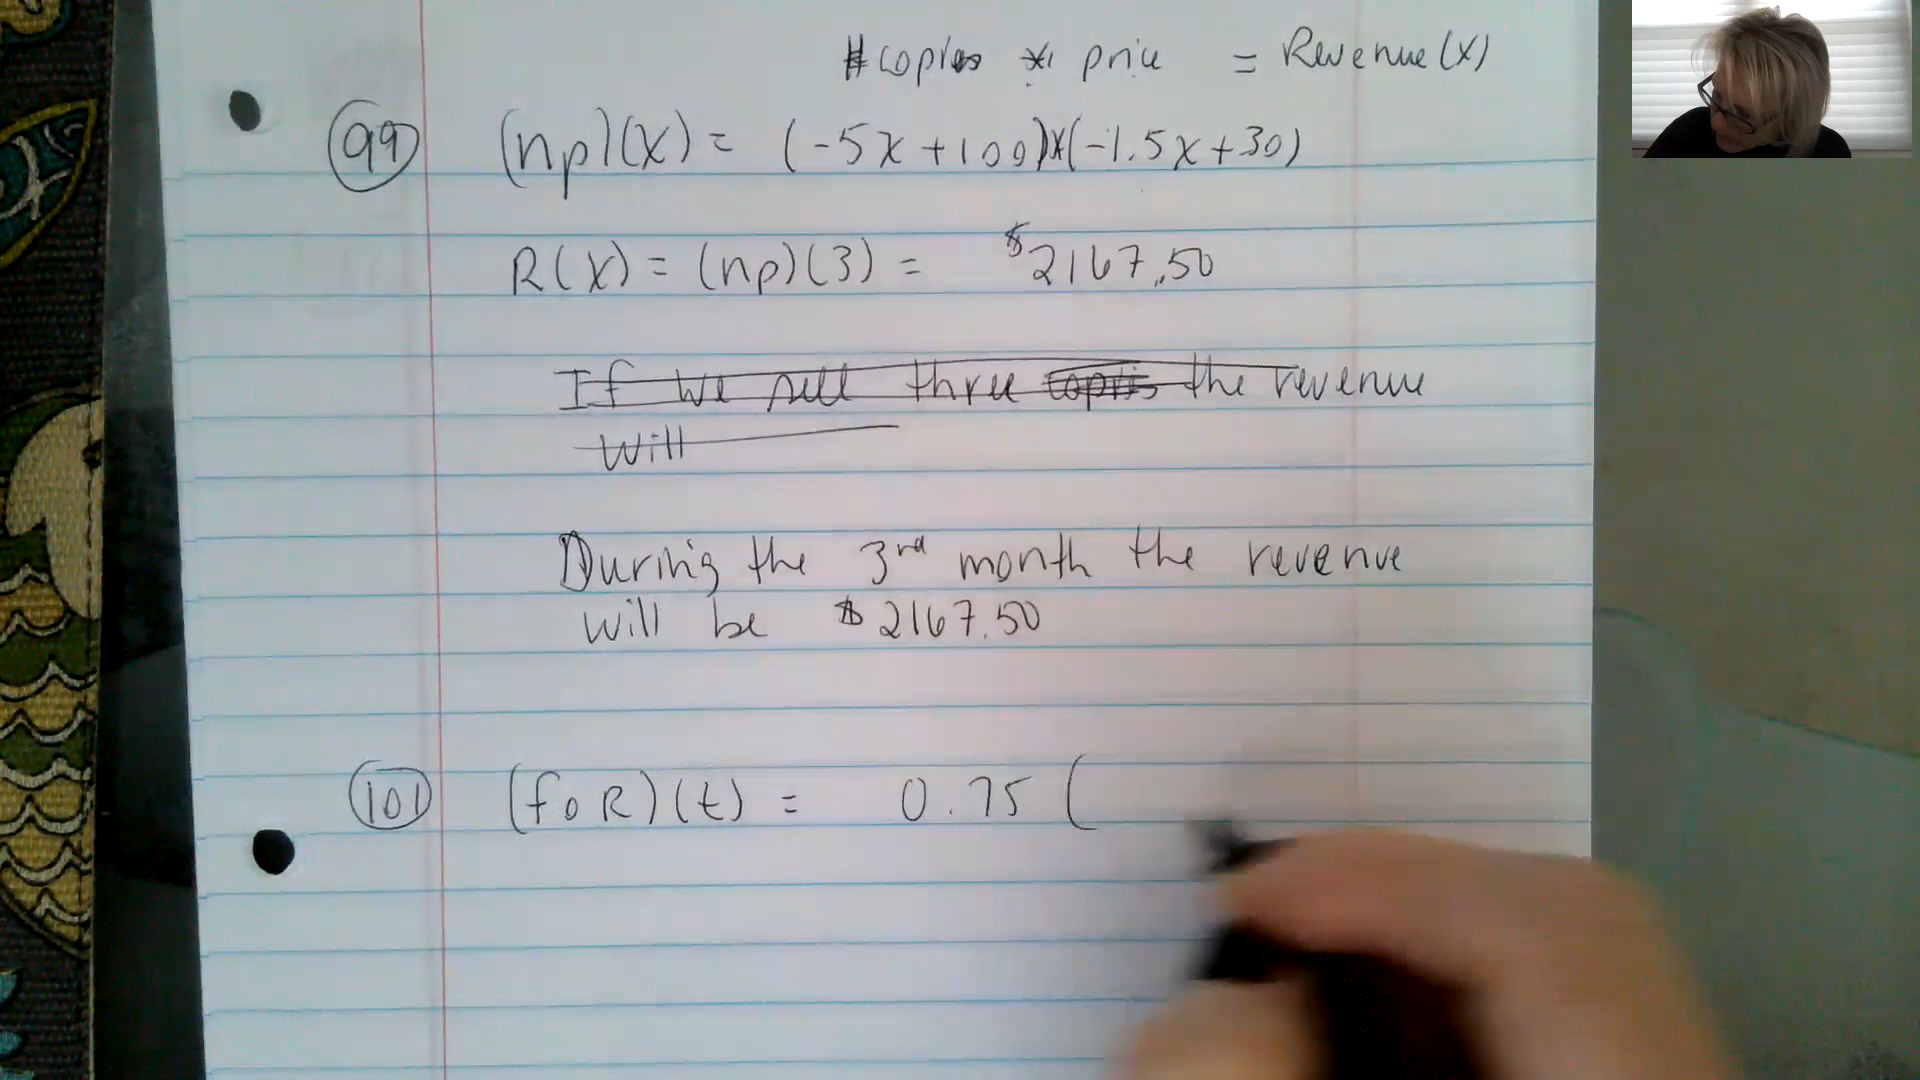 # copies * price = Revenue(x)
99 (np)(x) = (-5x+100)*(-1.5x+30)
R(x) = (np)(3) = $2167.50
If we sell three copies the revenue
will
During the 3rd month the revenue
will be $2167.50
101 (foR)(t) = 0.75 (